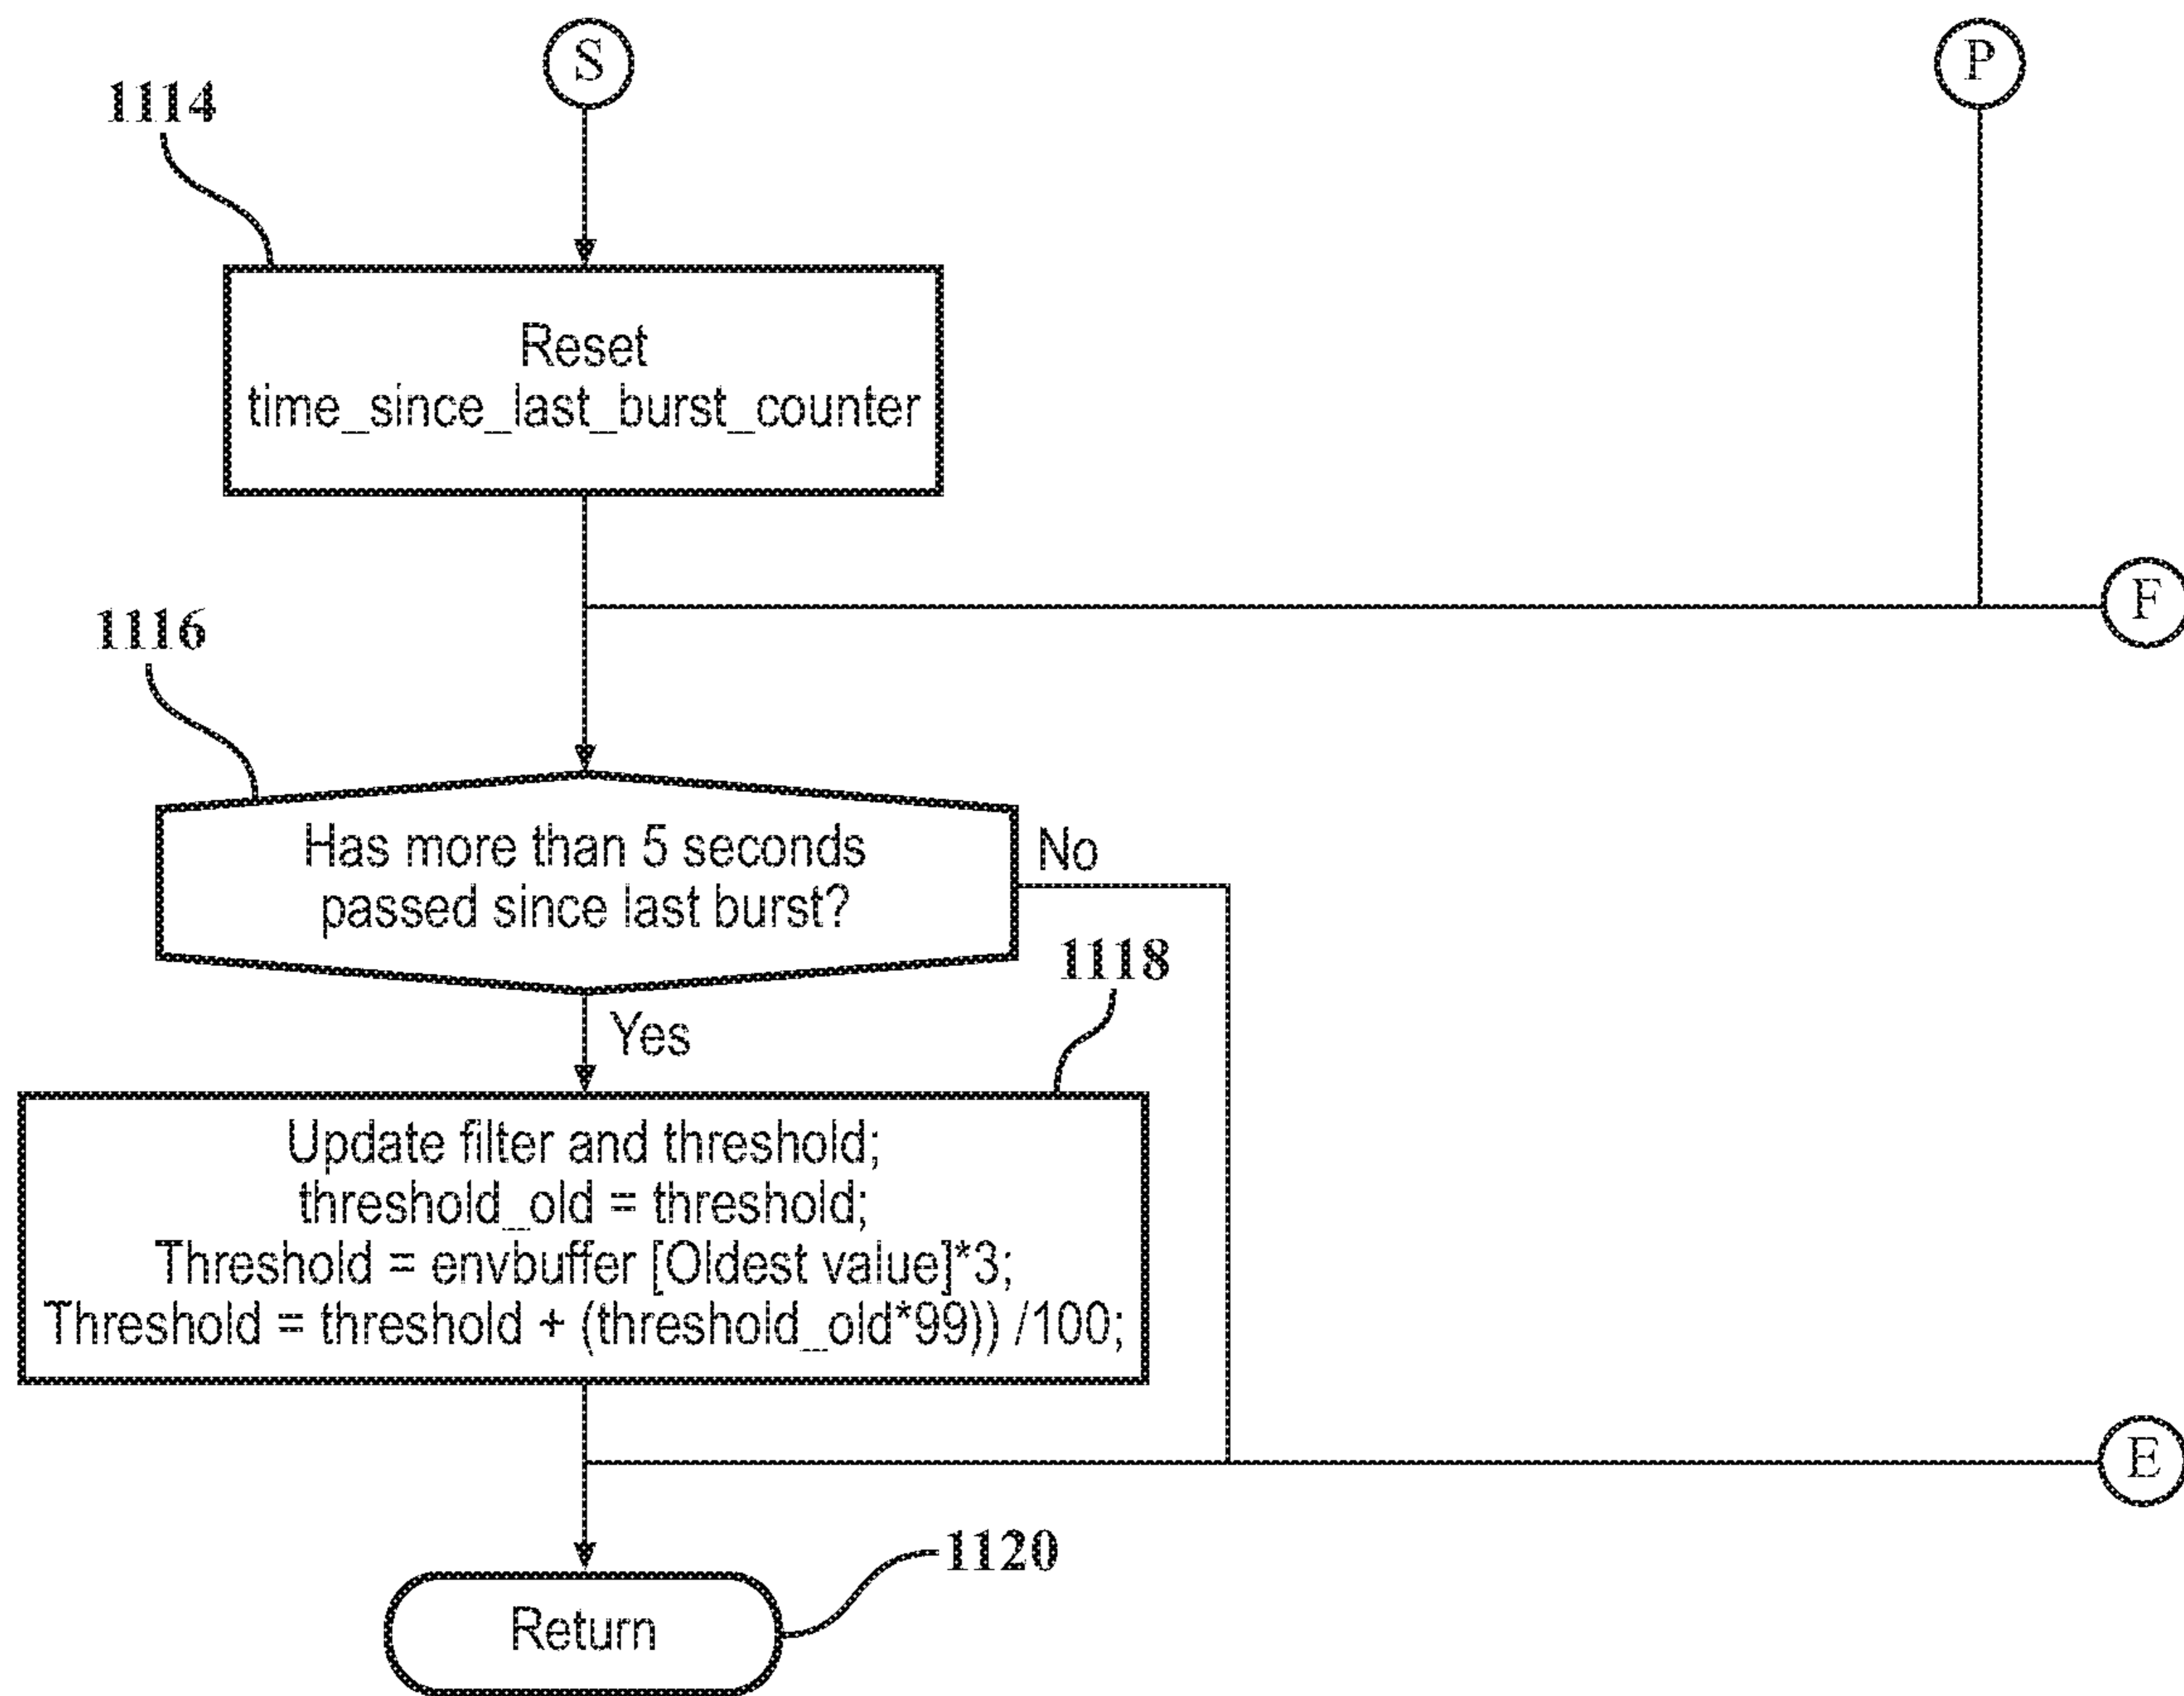 S
P
1114
Reset
time_since_last_burst_counter
F
1116
Has more than 5 seconds
passed since last burst?
No
1118
Yes
Update filter and threshold;
threshold_old = threshold;
Threshold = envbuffer [Oldest value]*3;
Threshold = threshold + (threshold_old*99)) /100;
E
1120
Return